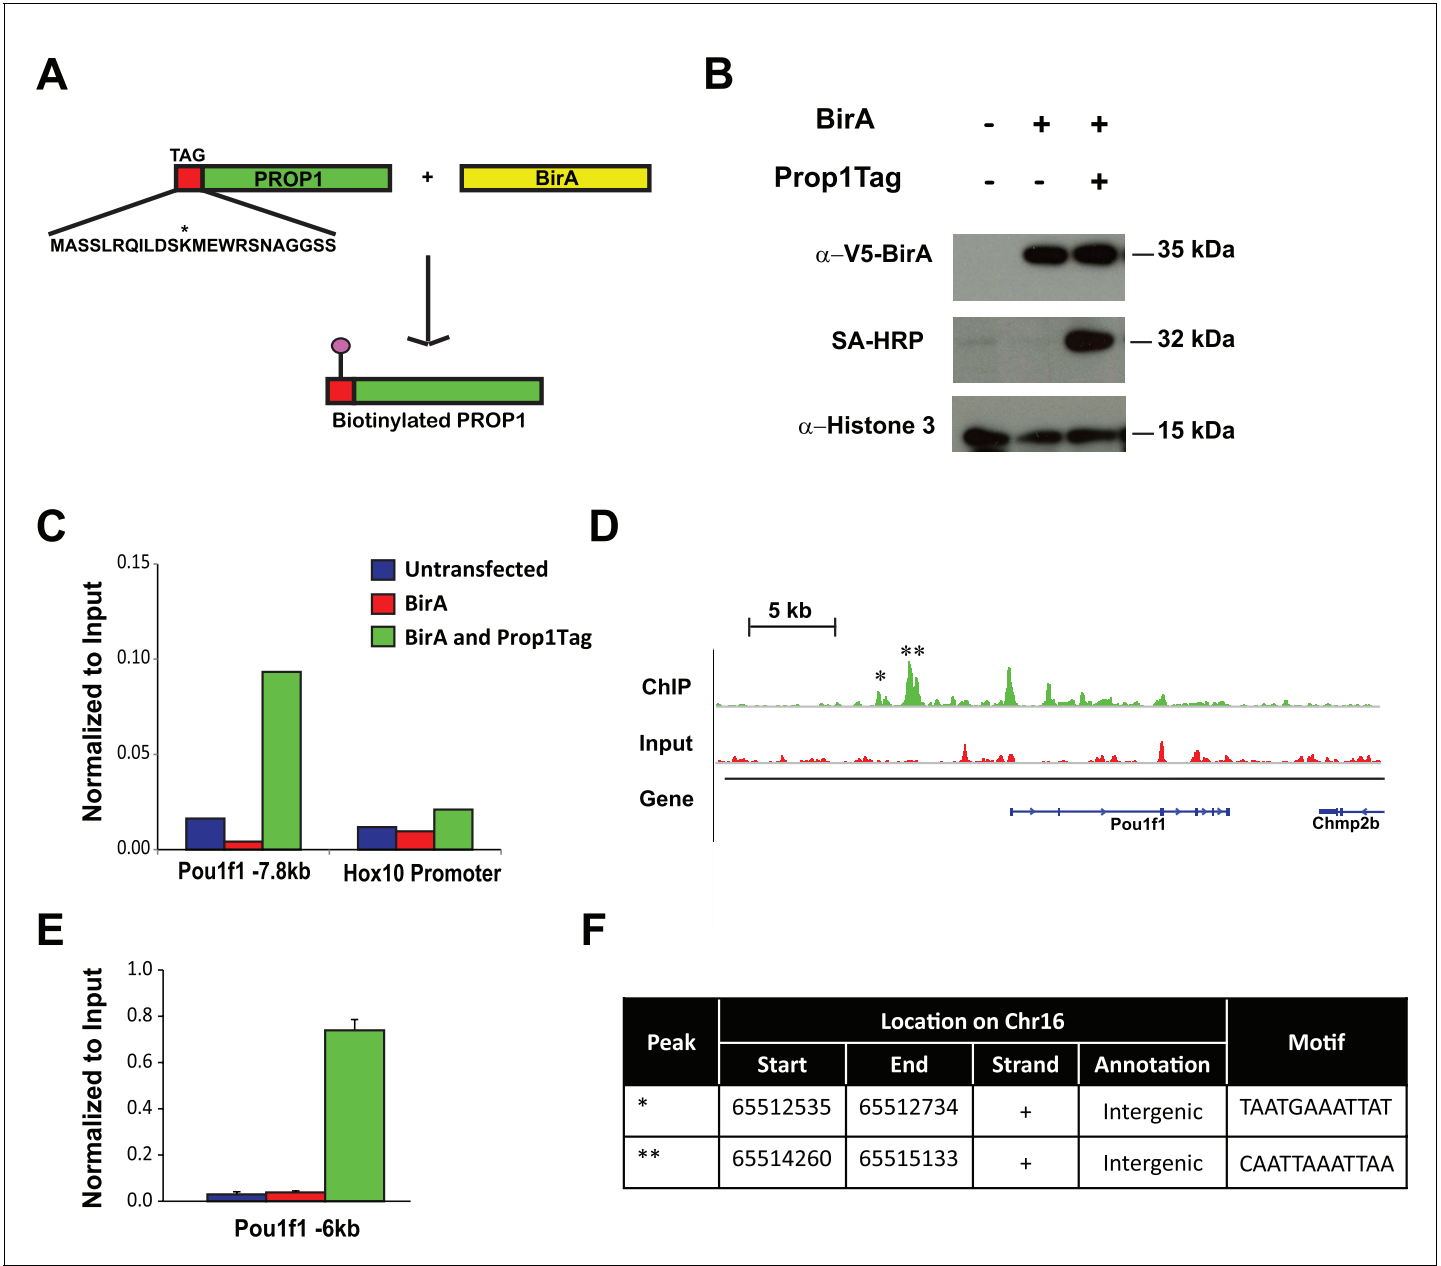 A
TAG
PROP1
+
BirA
*
MASSLRQILDSKMEWRSNAGGSS
Biotinylated PROP1
B
BirA - + +
Prop1Tag - - +
α–V5-BirA
35 kDa
SA-HRP
32 kDa
α–Histone 3
15 kDa
C
Normalized to Input
0.15
0.10
0.05
0.00
Untransfected
BirA
BirA and Prop1Tag
Pou1f1 -7.8kb
Hox10 Promoter
D
5 kb
* **
ChIP
Input
Gene
Pou1f1
Chmp2b
E
Normalized to Input
1.0
0.8
0.6
0.4
0.2
0.0
Pou1f1 -6kb
F
Peak Location on Chr16 Motif
Start End Strand Annotation
* 65512535 65512734 + Intergenic TAATGAAATTAT
** 65514260 65515133 + Intergenic CAATTAAATTAA